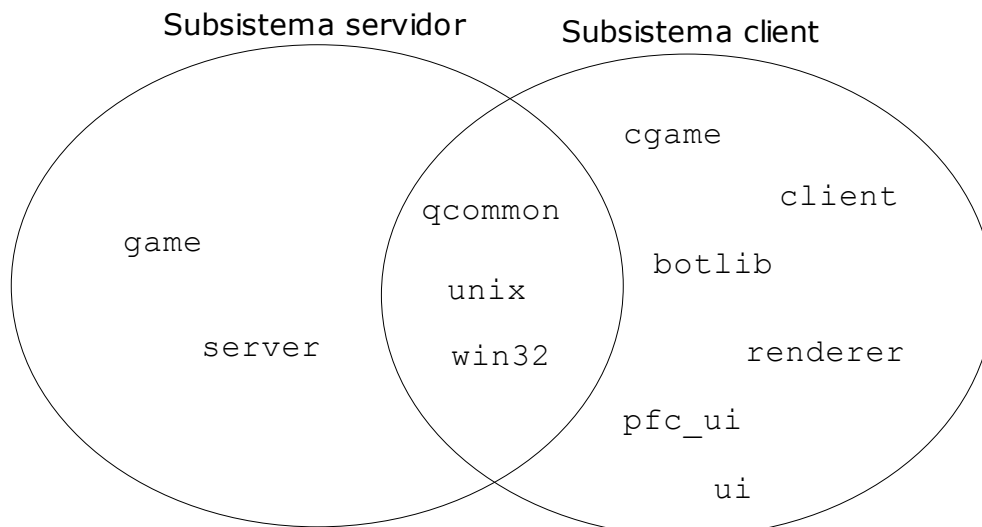 Subsistema servidor
Subsistema client
game
server
qcommon
unix
win32
cgame
client
botlib
renderer
pfc_ui
ui